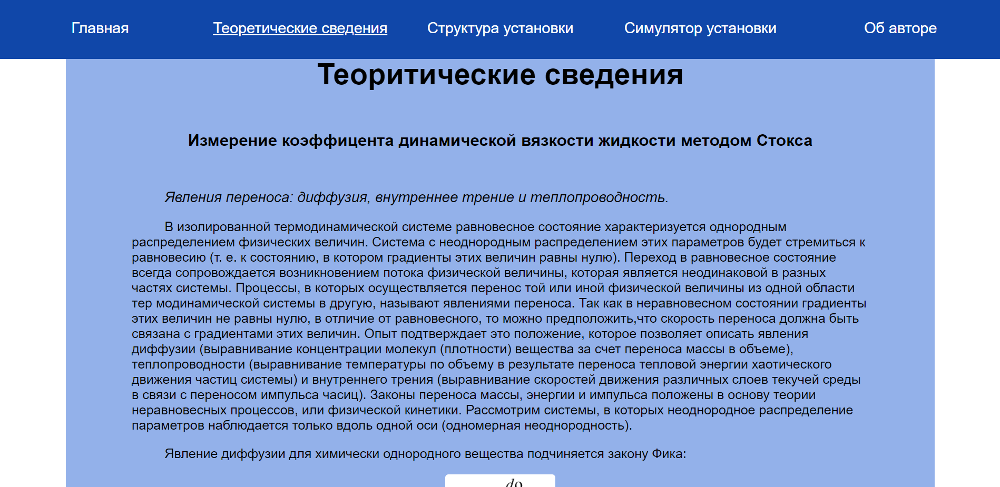 Главная
Теоретические сведения
Структура установки
Симулятор установки
Об авторе
Теоритические сведения
Измерение коэффицента динамической вязкости жидкости методом Стокса
Явления переноса: диффузия, внутреннее трение и теплопроводность.
В изолированной термодинамической системе равновесное состояние характеризуется однородным
распределением физических величин. Система с неоднородным распределением этих параметров будет стремиться к
равновесию (т. е. к состоянию, в котором градиенты этих величин равны нулю). Переход в равновесное состояние
всегда сопровождается возникновением потока физической величины, которая является неодинаковой в разных
частях системы. Процессы, в которых осуществляется перенос той или иной физической величины из одной области
тер модинамической системы в другую, называют явлениями переноса. Так как в неравновесном состоянии градиенты
этих величин не равны нулю, в отличие от равновесного, то можно предположить,что скорость переноса должна быть
связана с градиентами этих величин. Опыт подтверждает это положение, которое позволяет описать явления
диффузии (выравнивание концентрации молекул (плотности) вещества за счет переноса массы в объеме),
теплопроводности (выравнивание температуры по объему в результате переноса тепловой энергии хаотического
движения частиц системы) и внутреннего трения (выравнивание скоростей движения различных слоев текучей среды
в связи с переносом импульса часиц). Законы переноса массы, энергии и импульса положены в основу теории
неравновесных процессов, или физической кинетики. Рассмотрим системы, в которых неоднородное распределение
параметров наблюдается только вдоль одной оси (одномерная неоднородность).
Явление диффузии для химически однородного вещества подчиняется закону Фика: